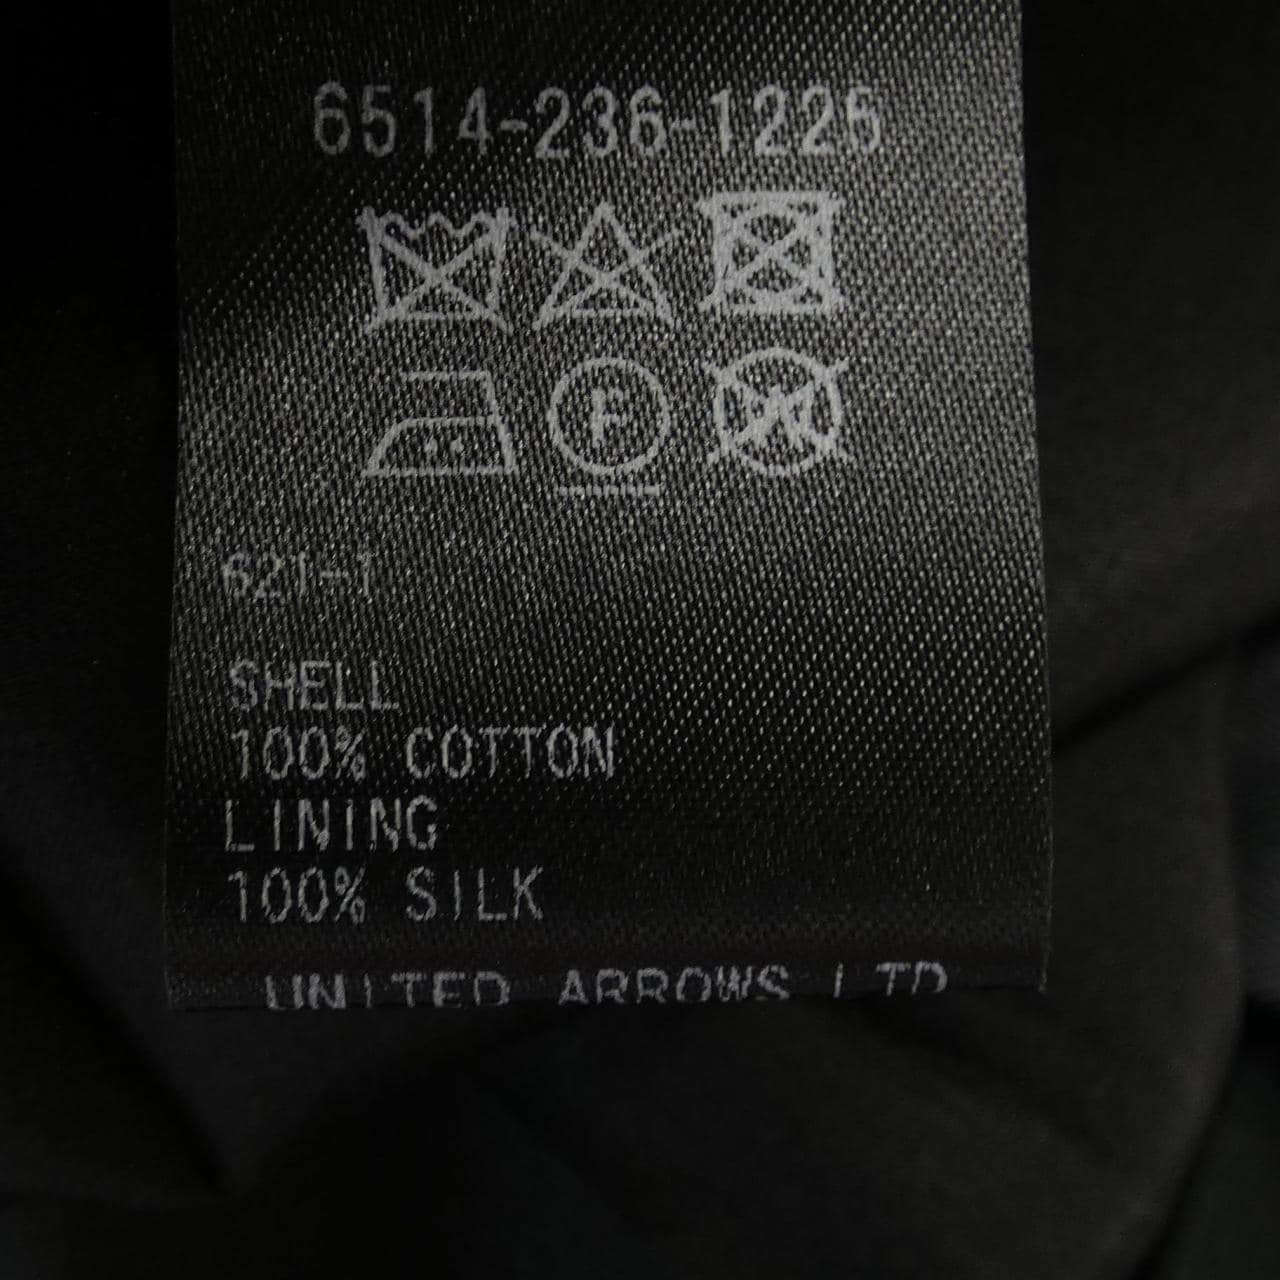 6514-236-1226
F
W
621-1
SHELL
100% COTTON
LINING
100% SILK
UNITED ARROWS LTD